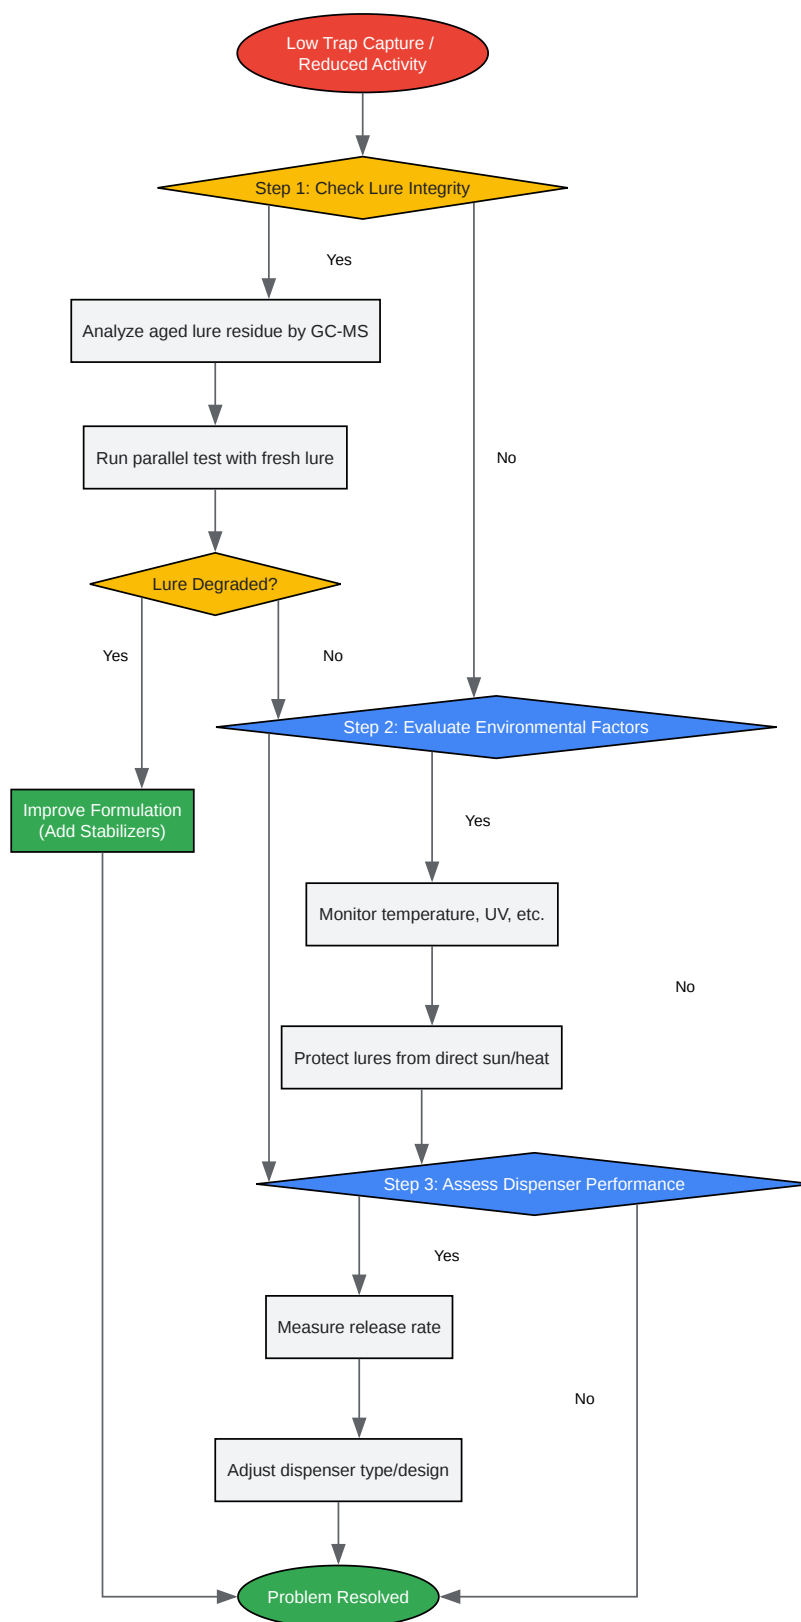 Low Trap Capture /
Reduced Activity
Step 1: Check Lure Integrity
Yes
Analyze aged lure residue by GC-MS
Run parallel test with fresh lure
No
Lure Degraded?
Yes
No
Step 2: Evaluate Environmental Factors
Improve Formulation
(Add Stabilizers)
Yes
Monitor temperature, UV, etc.
No
Protect lures from direct sun/heat
Step 3: Assess Dispenser Performance
Yes
Measure release rate
No
Adjust dispenser type/design
Problem Resolved